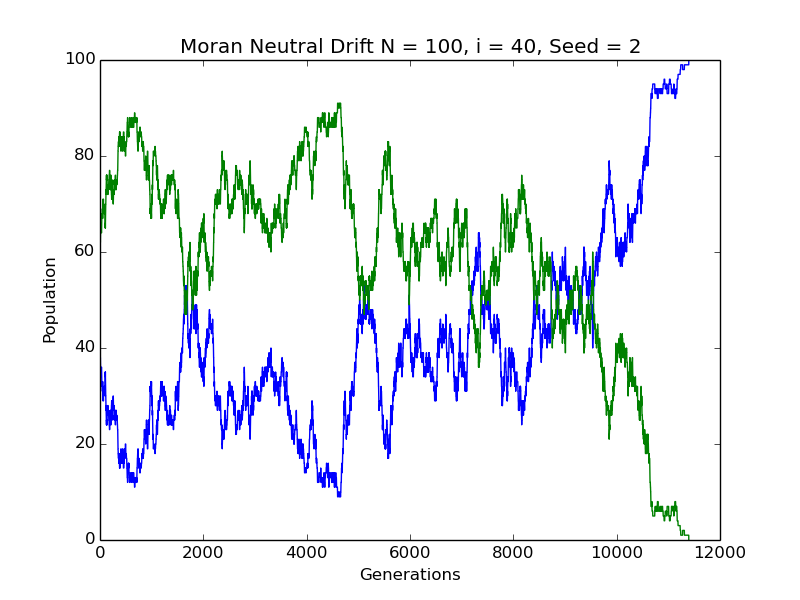 Moran Neutral Drift N = 100, i = 40, Seed = 2
100
80
60
40
20
0
Population
0 2000 4000 6000 8000 10000 12000
Generations